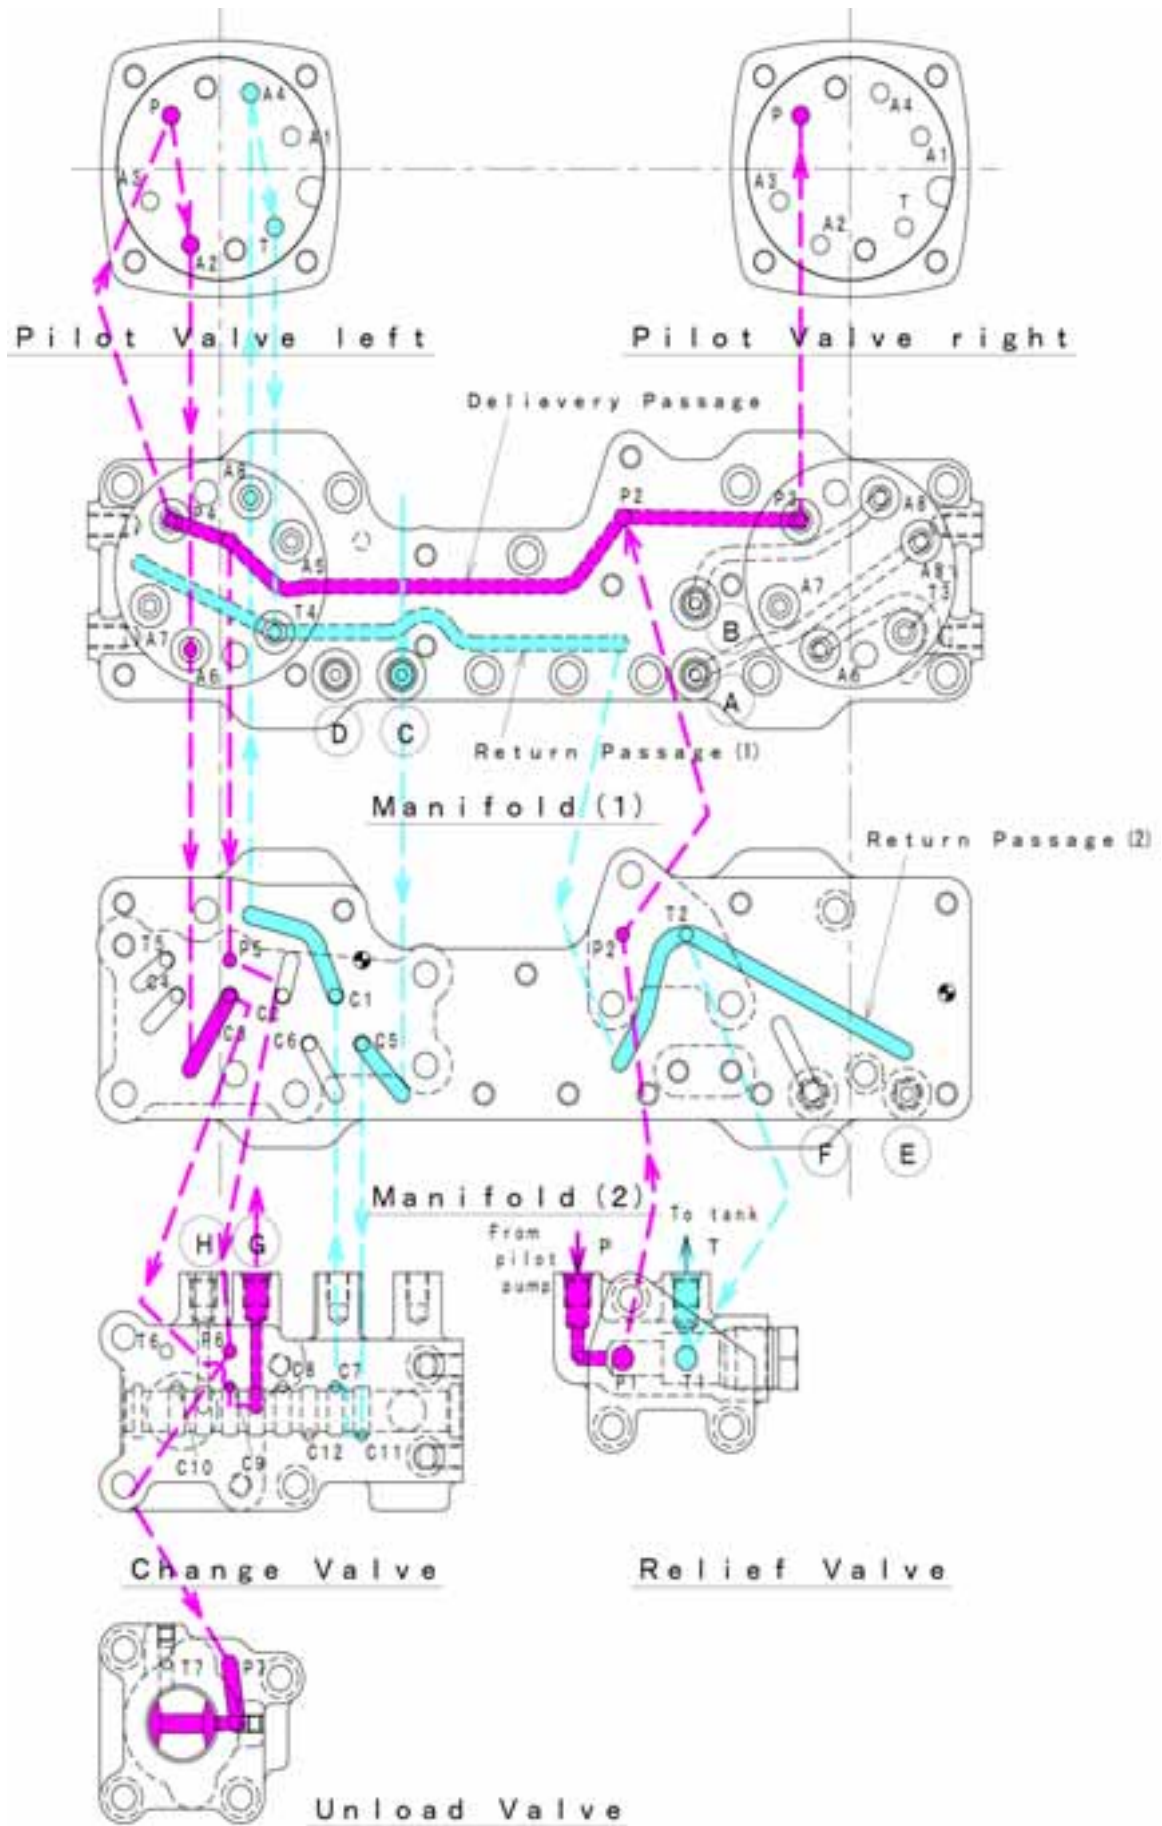 P A4 A1 A3 A2 T
P A4 A1 A3 A2 T
Pilot Valve left
Pilot Valve right
Delievery Passage
A8 P4 A5 T4 A7 A6
P2 P3 A8 A7 A6
B
A
D C
Return Passage (1)
Manifold (1)
Return Passage (2)
P5 C4 C3 C2 C1 C6 C5
P2 T2
F E
Manifold (2)
H G
From pilot pump
P
To tank
T
T6 P6 C8 C7
C10 C9 C12 C11
P1 T1
Change Valve
Relief Valve
T7 P7
Unload Valve